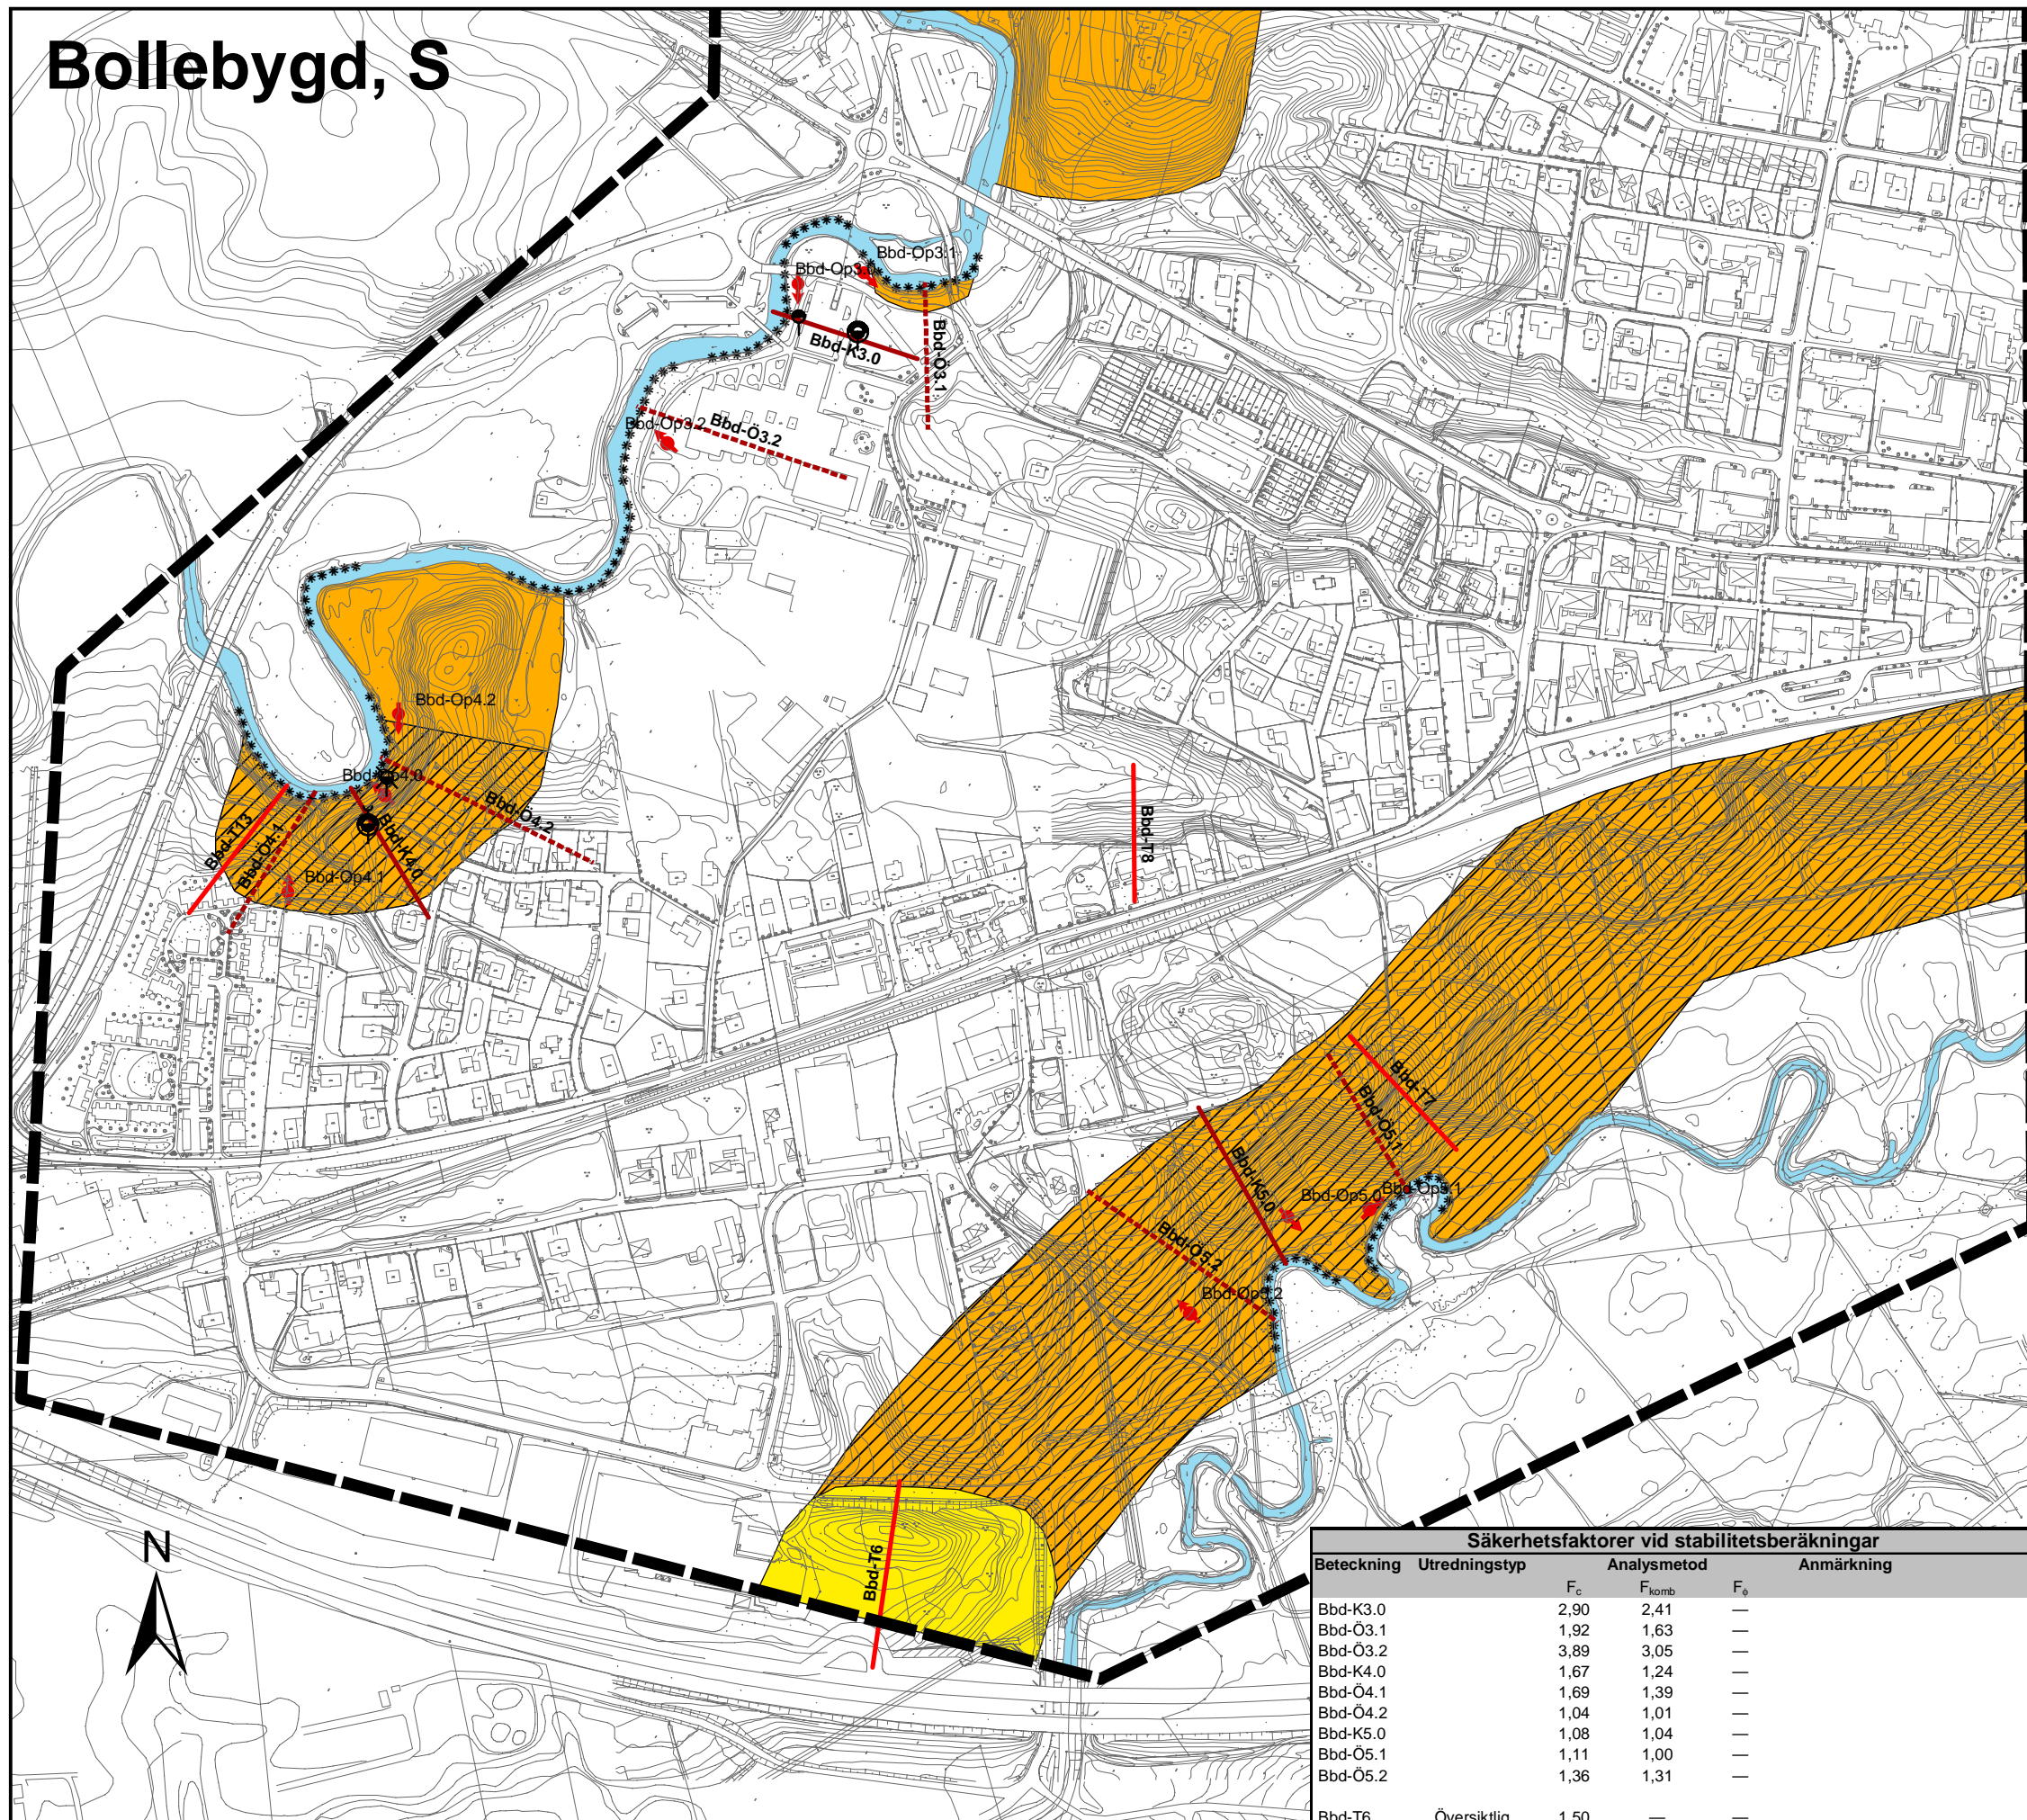 Bollebygd, S
Bbd-Op3.1
Bbd-Op3.0
Bbd-K3.0
Bbd-Ö3.1
Bbd-Ö3.2
Bbd-Op3.2
Bbd-Op4.2
Bbd-Op4.0
Bbd-Ö4.2
Bbd-T13
Bbd-Ö4.1
Bbd-K4.0
Bbd-Op4.1
Bbd-T8
Bbd-T7
Bbd-Ö5.1
Bbd-K5.0
Bbd-Op5.0
Bbd-Op5.1
Bbd-Ö5.2
Bbd-Op5.2
Bbd-T6
N
Säkerhetsfaktorer vid stabilitetsberäkningar
Beteckning Utredningstyp Analysmetod Anmärkning
Fc Fkomb Fϕ
Bbd-K3.0 2,90 2,41 —
Bbd-Ö3.1 1,92 1,63 —
Bbd-Ö3.2 3,89 3,05 —
Bbd-K4.0 1,67 1,24 —
Bbd-Ö4.1 1,69 1,39 —
Bbd-Ö4.2 1,04 1,01 —
Bbd-K5.0 1,08 1,04 —
Bbd-Ö5.1 1,11 1,00 —
Bbd-Ö5.2 1,36 1,31 —
Bbd-T6 Översiktlig 1,50 — —